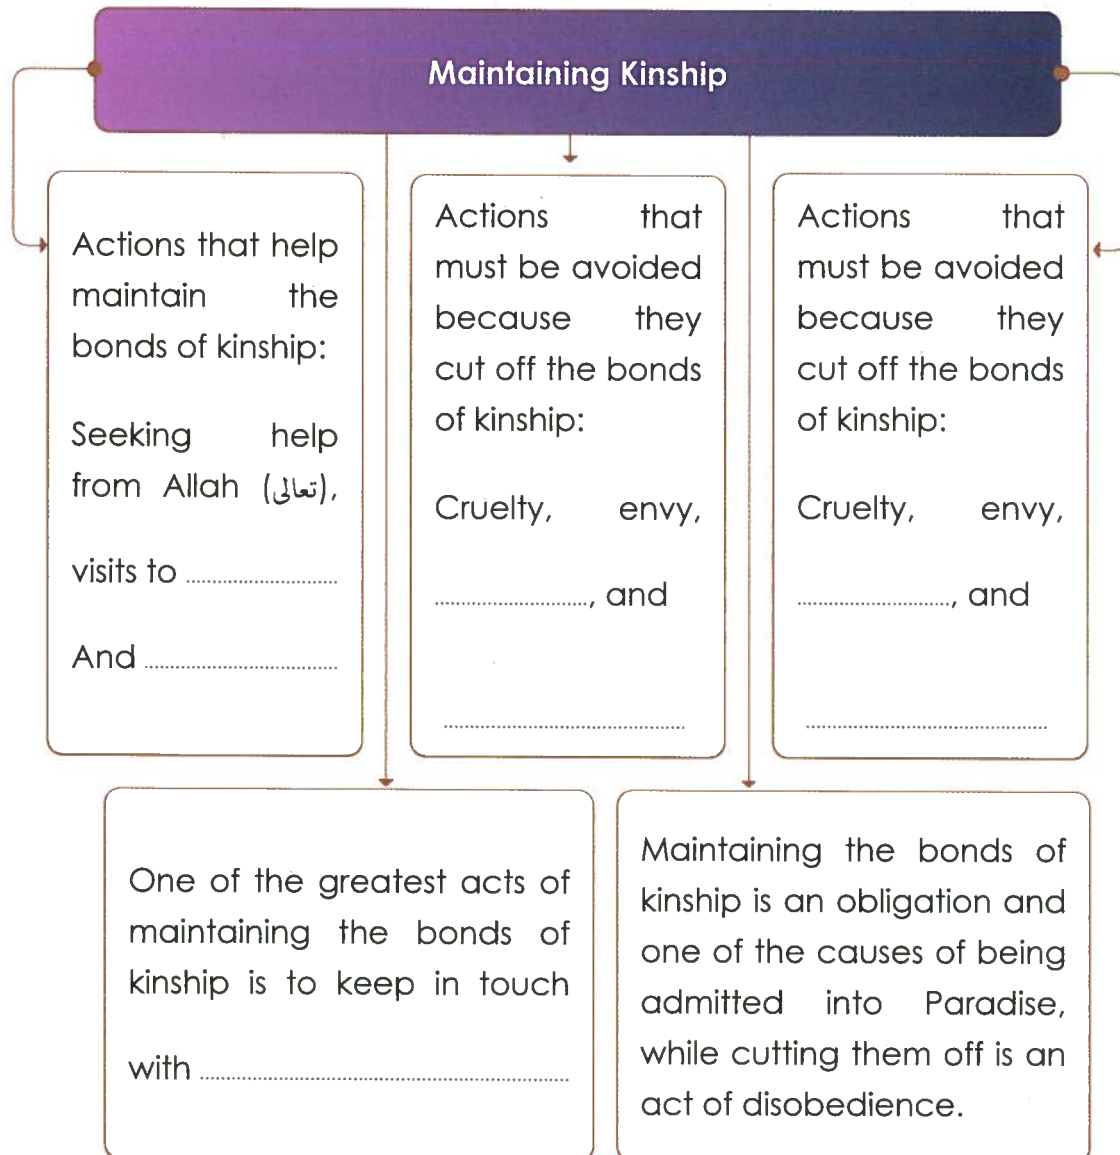 Maintaining Kinship
Actions that help
maintain the
bonds of kinship:
Seeking help
from Allah (تعالى),
visits to ...........................
And ...........................
Actions that
must be avoided
because they
cut off the bonds
of kinship:
Cruelty, envy,
..........................., and
...........................
Actions that
must be avoided
because they
cut off the bonds
of kinship:
Cruelty, envy,
..........................., and
...........................
One of the greatest acts of
maintaining the bonds of
kinship is to keep in touch
with ...........................
Maintaining the bonds of
kinship is an obligation and
one of the causes of being
admitted into Paradise,
while cutting them off is an
act of disobedience.